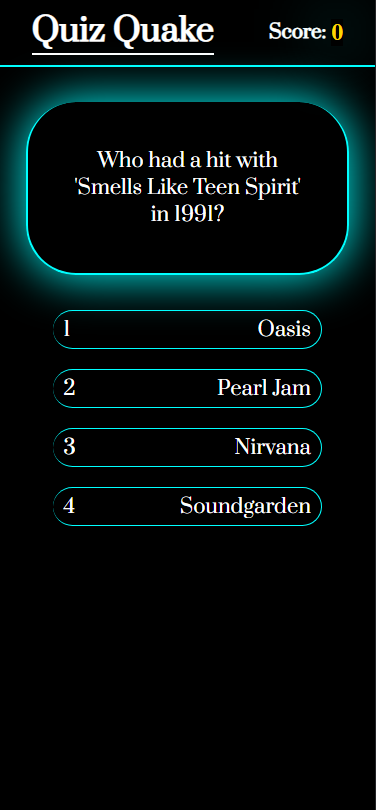 Quiz Quake
Score: 0
Who had a hit with
'Smells Like Teen Spirit'
in 1991?
1 Oasis
2 Pearl Jam
3 Nirvana
4 Soundgarden